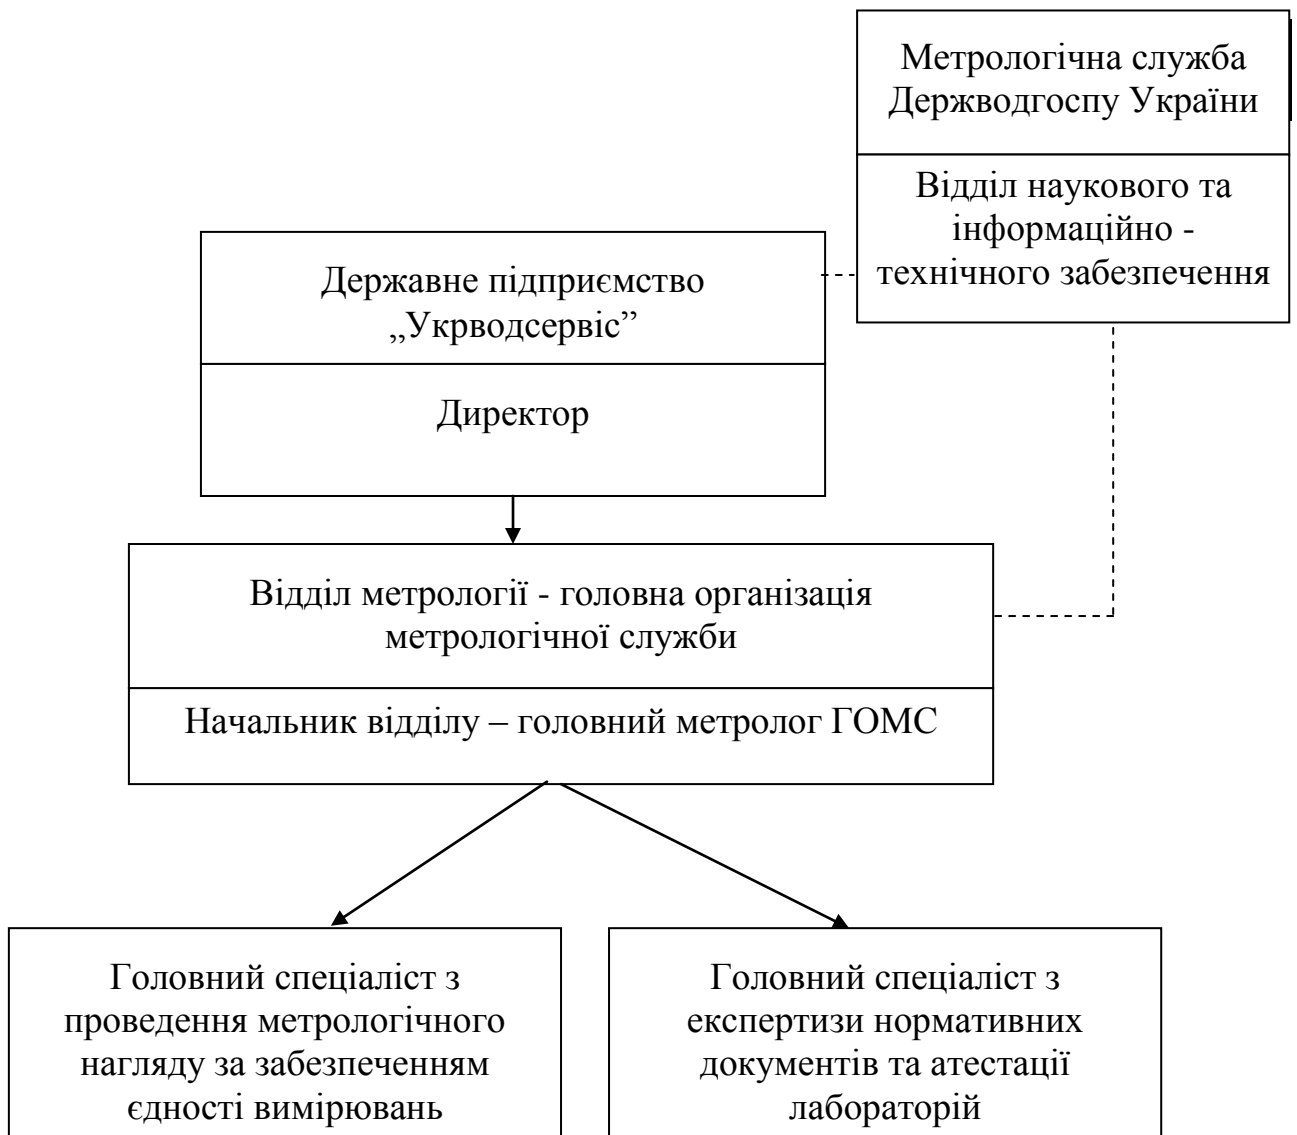 Метрологічна служба
Держводгоспу України
Відділ наукового та
інформаційно -
технічного забезпечення
Державне підприємство
„Укрводсервіс”
Директор
Відділ метрології - головна організація
метрологічної служби
Начальник відділу – головний метролог ГОМС
Головний спеціаліст з
проведення метрологічного
нагляду за забезпеченням
єдності вимірювань
Головний спеціаліст з
експертизи нормативних
документів та атестації
лабораторій